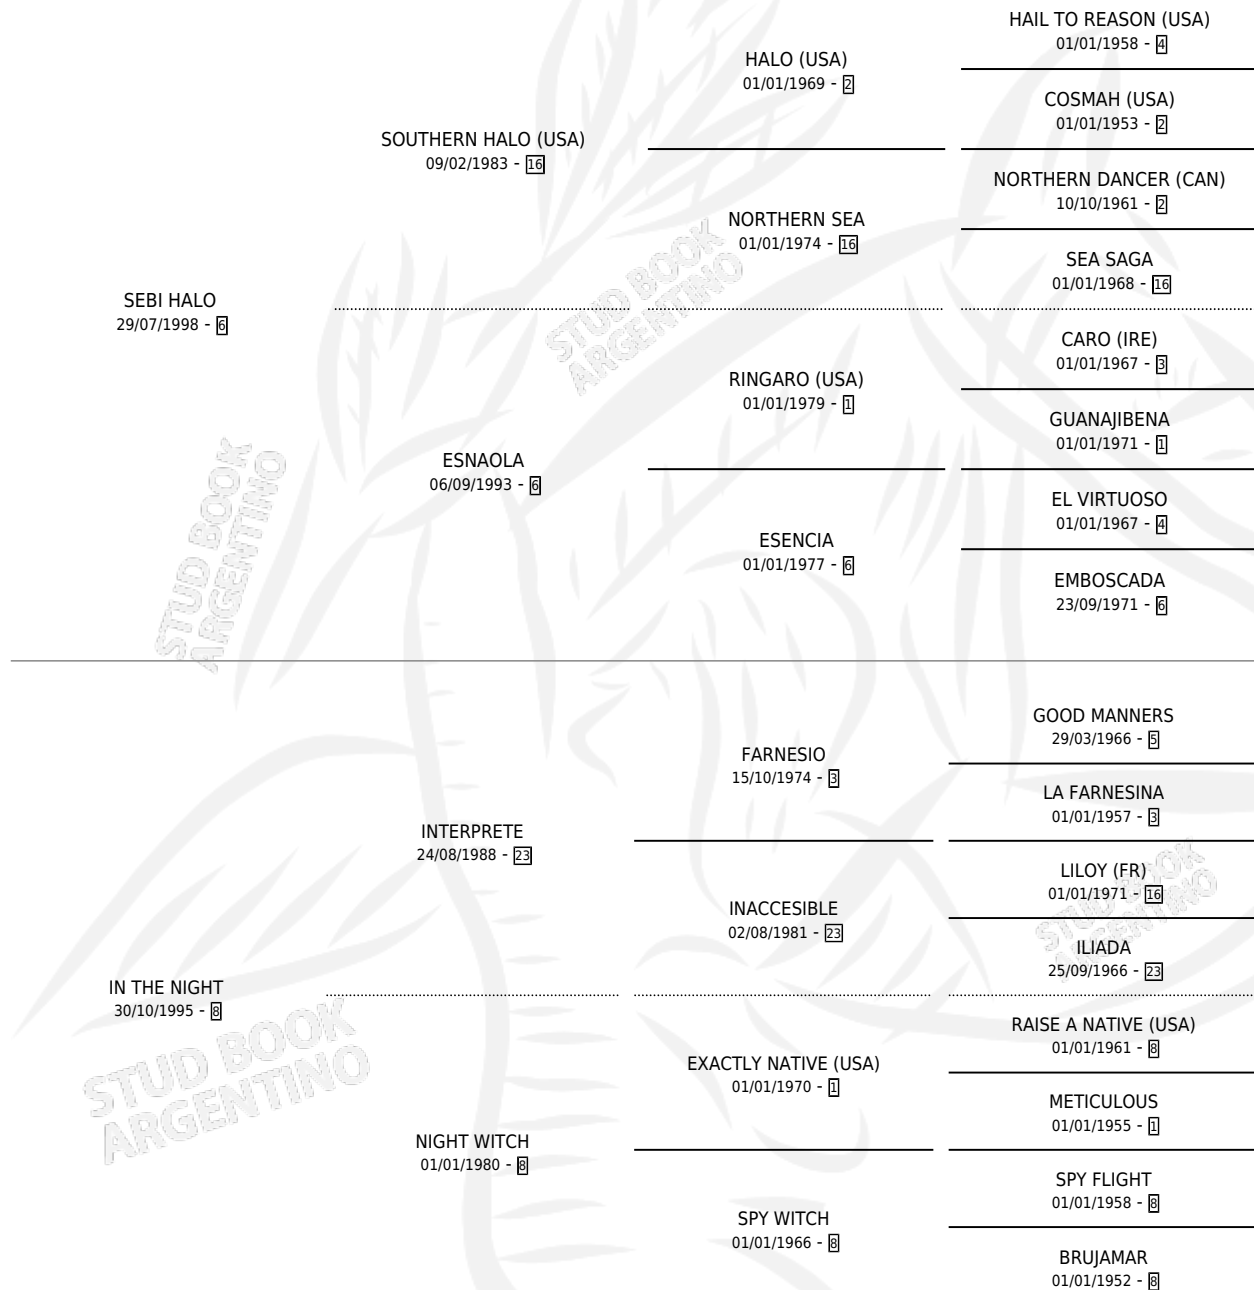 HAIL TO REASON (USA)
01/01/1958 - 4
HALO (USA)
01/01/1969 - 2
COSMAH (USA)
01/01/1953 - 2
SOUTHERN HALO (USA)
09/02/1983 - 16
NORTHERN DANCER (CAN)
10/10/1961 - 2
NORTHERN SEA
01/01/1974 - 16
SEA SAGA
01/01/1968 - 16
SEBI HALO
29/07/1998 - 6
CARO (IRE)
01/01/1967 - 3
RINGARO (USA)
01/01/1979 - 1
GUANAJIBENA
01/01/1971 - 1
ESNAOLA
06/09/1993 - 6
EL VIRTUOSO
01/01/1967 - 4
ESENCIA
01/01/1977 - 6
EMBOSCADA
23/09/1971 - 6
GOOD MANNERS
29/03/1966 - 5
FARNESIO
15/10/1974 - 3
LA FARNESINA
01/01/1957 - 3
INTERPRETE
24/08/1988 - 23
LILOY (FR)
01/01/1971 - 16
INACCESIBLE
02/08/1981 - 23
ILIADA
25/09/1966 - 23
IN THE NIGHT
30/10/1995 - 8
RAISE A NATIVE (USA)
01/01/1961 - 8
EXACTLY NATIVE (USA)
01/01/1970 - 1
METICULOUS
01/01/1955 - 1
NIGHT WITCH
01/01/1980 - 8
SPY FLIGHT
01/01/1958 - 8
SPY WITCH
01/01/1966 - 8
BRUJAMAR
01/01/1952 - 8
STUD BOOK
ARGENTINO
STUD BOOK
ARGENTINO
STUD BOOK
ARGENTINO
STUD BOOK
ARGENTINO